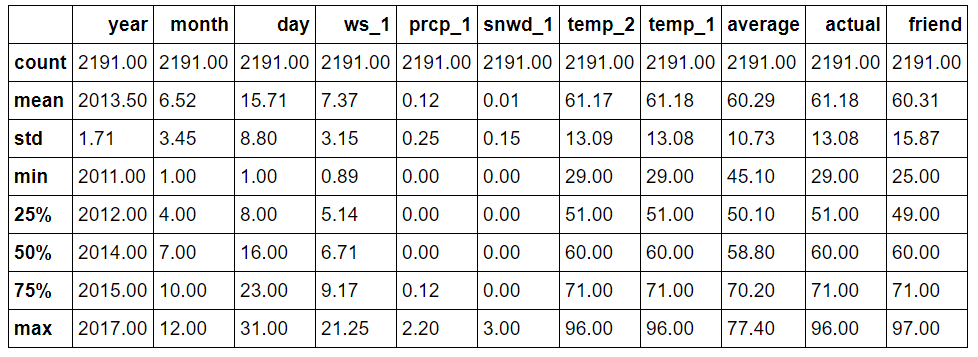 year month day ws_1 prcp_1 snwd_1 temp_2 temp_1 average actual friend
count 2191.00 2191.00 2191.00 2191.00 2191.00 2191.00 2191.00 2191.00 2191.00 2191.00 2191.00
mean 2013.50 6.52 15.71 7.37 0.12 0.01 61.17 61.18 60.29 61.18 60.31
std 1.71 3.45 8.80 3.15 0.25 0.15 13.09 13.08 10.73 13.08 15.87
min 2011.00 1.00 1.00 0.89 0.00 0.00 29.00 29.00 45.10 29.00 25.00
25% 2012.00 4.00 8.00 5.14 0.00 0.00 51.00 51.00 50.10 51.00 49.00
50% 2014.00 7.00 16.00 6.71 0.00 0.00 60.00 60.00 58.80 60.00 60.00
75% 2015.00 10.00 23.00 9.17 0.12 0.00 71.00 71.00 70.20 71.00 71.00
max 2017.00 12.00 31.00 21.25 2.20 3.00 96.00 96.00 77.40 96.00 97.00